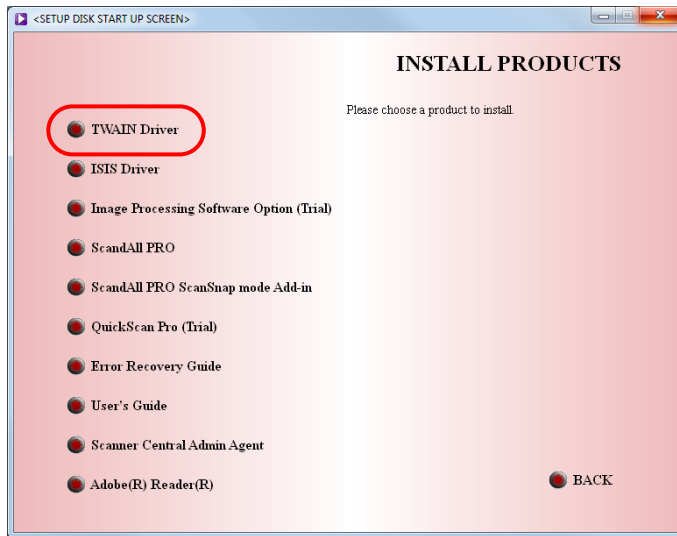 <SETUP DISK START UP SCREEN>
INSTALL PRODUCTS
Please choose a product to install.
TWAIN Driver
ISIS Driver
Image Processing Software Option (Trial)
ScandAll PRO
ScandAll PRO ScanSnap mode Add-in
QuickScan Pro (Trial)
Error Recovery Guide
User's Guide
Scanner Central Admin Agent
Adobe(R) Reader(R)
BACK